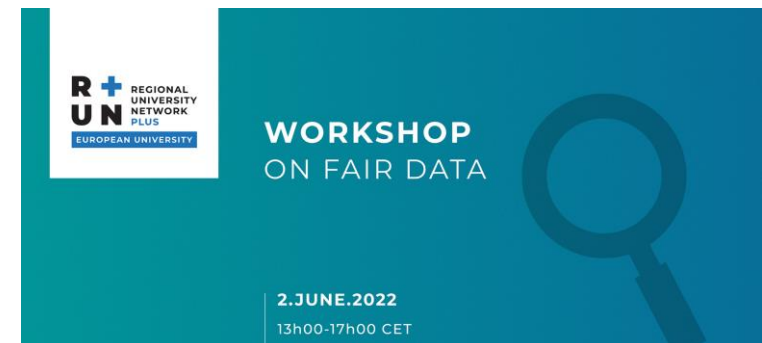 R+ REGIONAL
UNIVERSITY
UN NETWORK
PLUS
EUROPEAN UNIVERSITY
WORKSHOP
ON FAIR DATA
2.JUNE.2022
13h00-17h00 CET